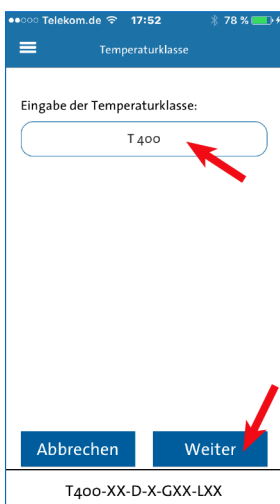 Telekom.de 17:52 78 %
Temperaturklasse
Eingabe der Temperaturklasse:
T 400
Abbrechen Weiter
T400-XX-D-X-GXX-LXX